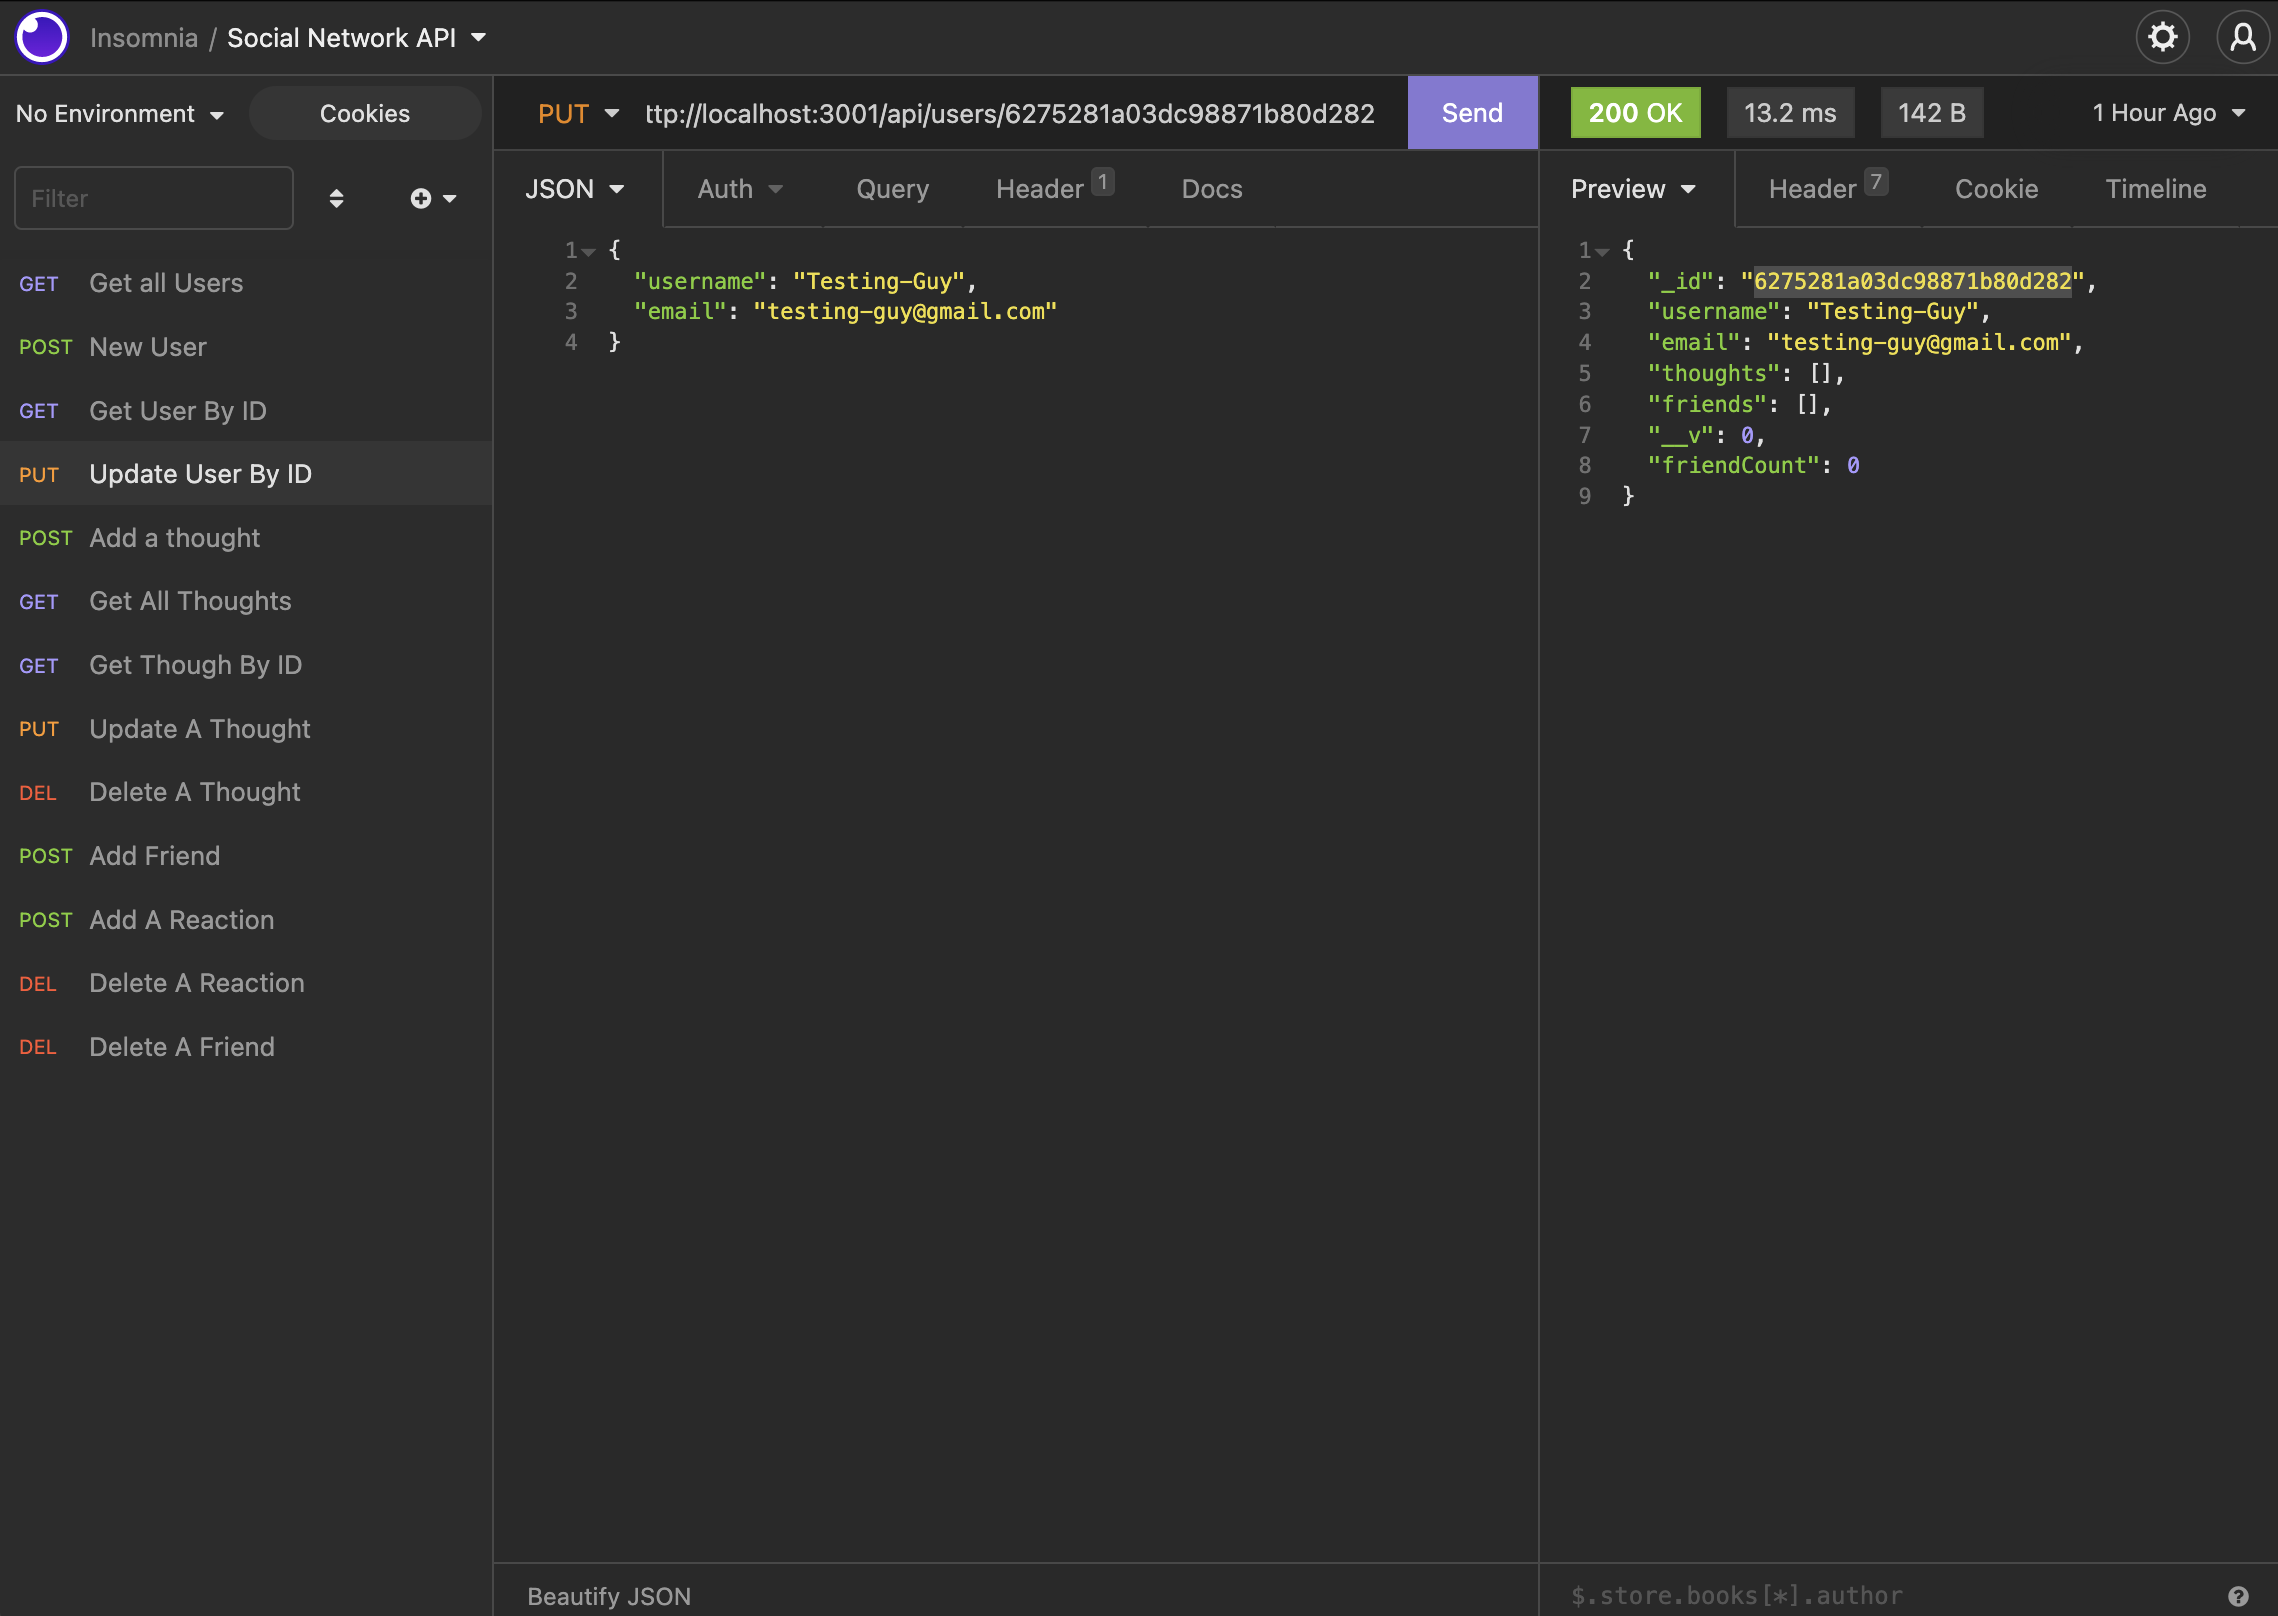 Insomnia / Social Network API
No Environment
Cookies
Filter
GET Get all Users
POST New User
GET Get User By ID
PUT Update User By ID
POST Add a thought
GET Get All Thoughts
GET Get Though By ID
PUT Update A Thought
DEL Delete A Thought
POST Add Friend
POST Add A Reaction
DEL Delete A Reaction
DEL Delete A Friend
PUT ttp://localhost:3001/api/users/6275281a03dc98871b80d282 Send
JSON Auth Query Header 1 Docs
1 {
2 "username": "Testing-Guy",
3 "email": "testing-guy@gmail.com"
4 }
Beautify JSON
200 OK 13.2 ms 142 B 1 Hour Ago
Preview Header 7 Cookie Timeline
1 {
2 "_id": "6275281a03dc98871b80d282",
3 "username": "Testing-Guy",
4 "email": "testing-guy@gmail.com",
5 "thoughts": [],
6 "friends": [],
7 "__v": 0,
8 "friendCount": 0
9 }
$.store.books[*].author
?